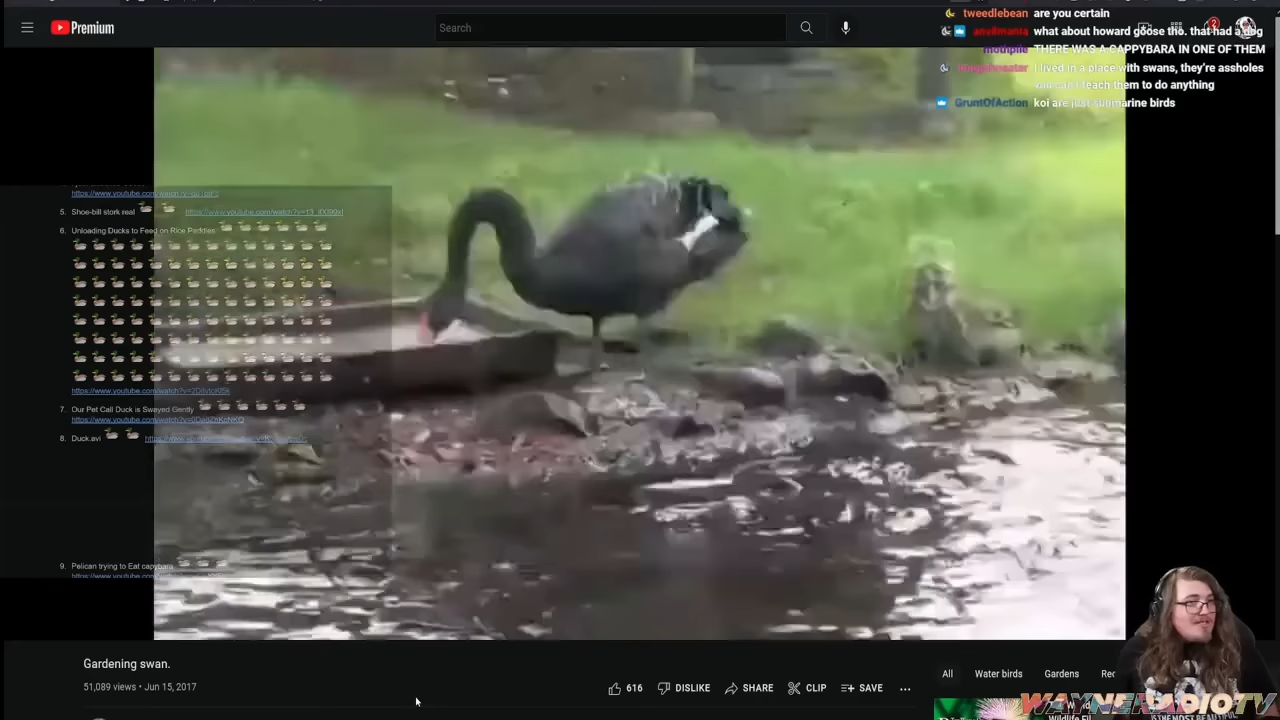 Premium
Search
2
tweedlebean are you certain
anvilmania what about howard goose tho. that had a dog
mothpile THERE WAS A CAPPYBARA IN ONE OF THEM
I lived in a place with swans, they're assholes
you can't teach them to do anything
GruntOfAction koi are just submarine birds
5. Shoe-bill stork real
6. Unloading Ducks to Feed on Rice Paddies
7. Our Pet Call Duck is Swayed Gently
8. Duck.avi
9. Pelican trying to Eat capybara
Gardening swan.
51,089 views • Jun 15, 2017
616 DISLIKE SHARE CLIP SAVE
All Water birds Gardens
WAYNERADIOTV